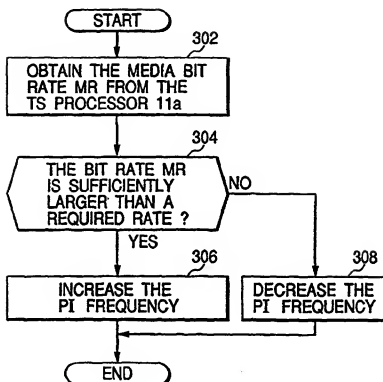 START
302
OBTAIN THE MEDIA BIT
RATE MR FROM THE
TS PROCESSOR 11a
304
THE BIT RATE MR
IS SUFFICIENTLY
LARGER THAN A
REQUIRED RATE ?
NO
YES
306
INCREASE THE
PI FREQUENCY
308
DECREASE THE
PI FREQUENCY
END